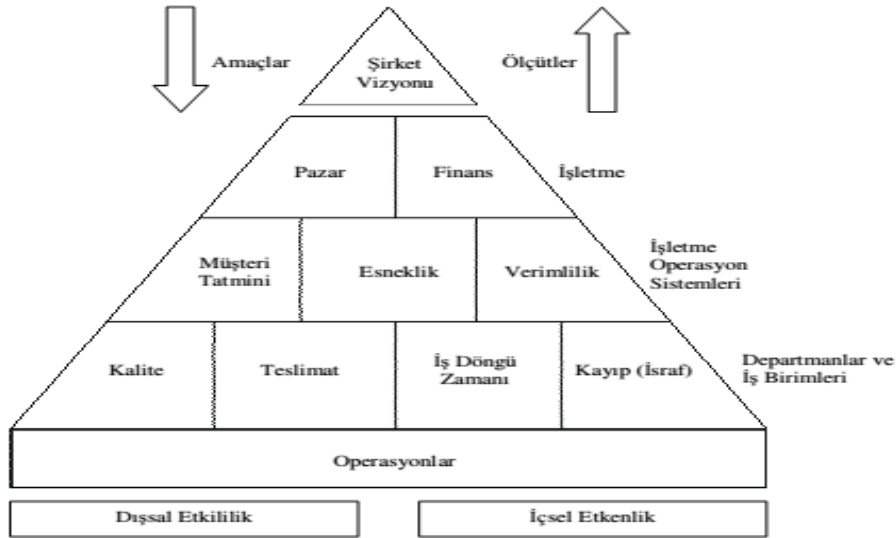 Amaçlar
Şirket
Vizyonu
Ölçütler
Pazar
Finans
İşletme
Müşteri
Tatmini
Esneklik
Verimlilik
İşletme
Operasyon
Sistemleri
Kalite
Teslimat
İş Döngü
Zamanı
Kayıp (İsraf)
Departmanlar ve
İş Birimleri
Operasyonlar
Dışsal Etkililik
İçsel Etkenlik